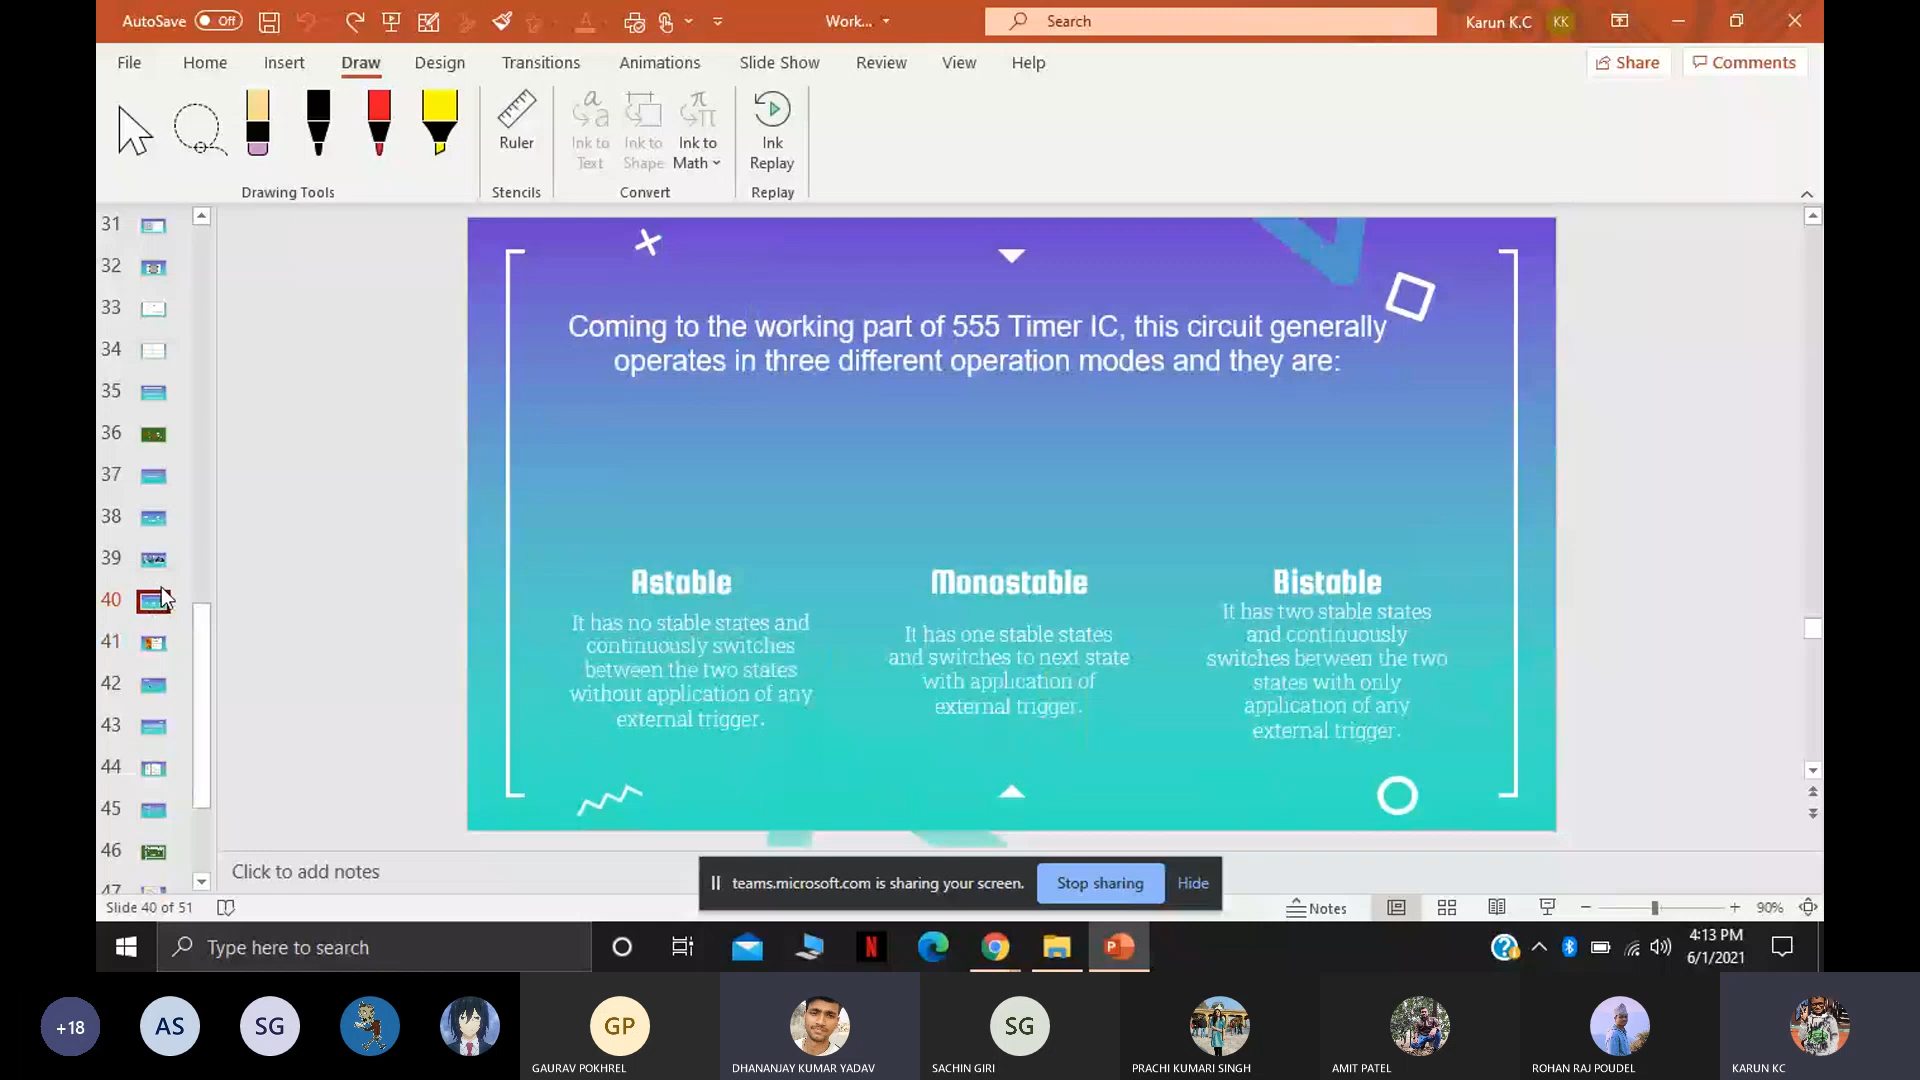 AutoSave Off Work... Search Karun K.C KK
File Home Insert Draw Design Transitions Animations Slide Show Review View Help Share Comments
Ruler Ink to Text Ink to Shape Ink to Math Ink Replay
Drawing Tools Stencils Convert Replay
31
32
33
34
35
36
37
38
39
40
41
42
43
44
45
46
47
Coming to the working part of 555 Timer IC, this circuit generally
operates in three different operation modes and they are:
Astable
It has no stable states and
continuously switches
between the two states
without application of any
external trigger.
Monostable
It has one stable states
and switches to next state
with application of
external trigger.
Bistable
It has two stable states
and continuously
switches between the two
states with only
application of any
external trigger.
Click to add notes
teams.microsoft.com is sharing your screen. Stop sharing Hide
Slide 40 of 51 Notes 90%
Type here to search
4:13 PM
6/1/2021
+18 AS SG GP SG
GAURAV POKHREL DHANANJAY KUMAR YADAV SACHIN GIRI PRACHI KUMARI SINGH AMIT PATEL ROHAN RAJ POUDEL KARUN KC